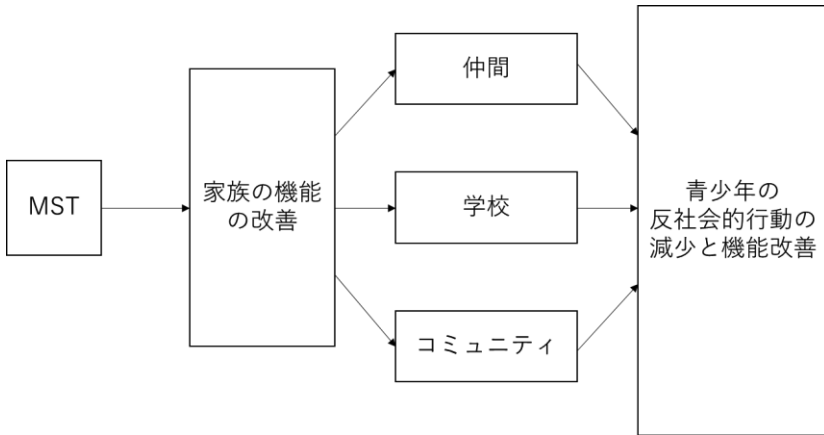 MST
家族の機能
の改善
仲間
学校
コミュニティ
青少年の
反社会的行動の
減少と機能改善